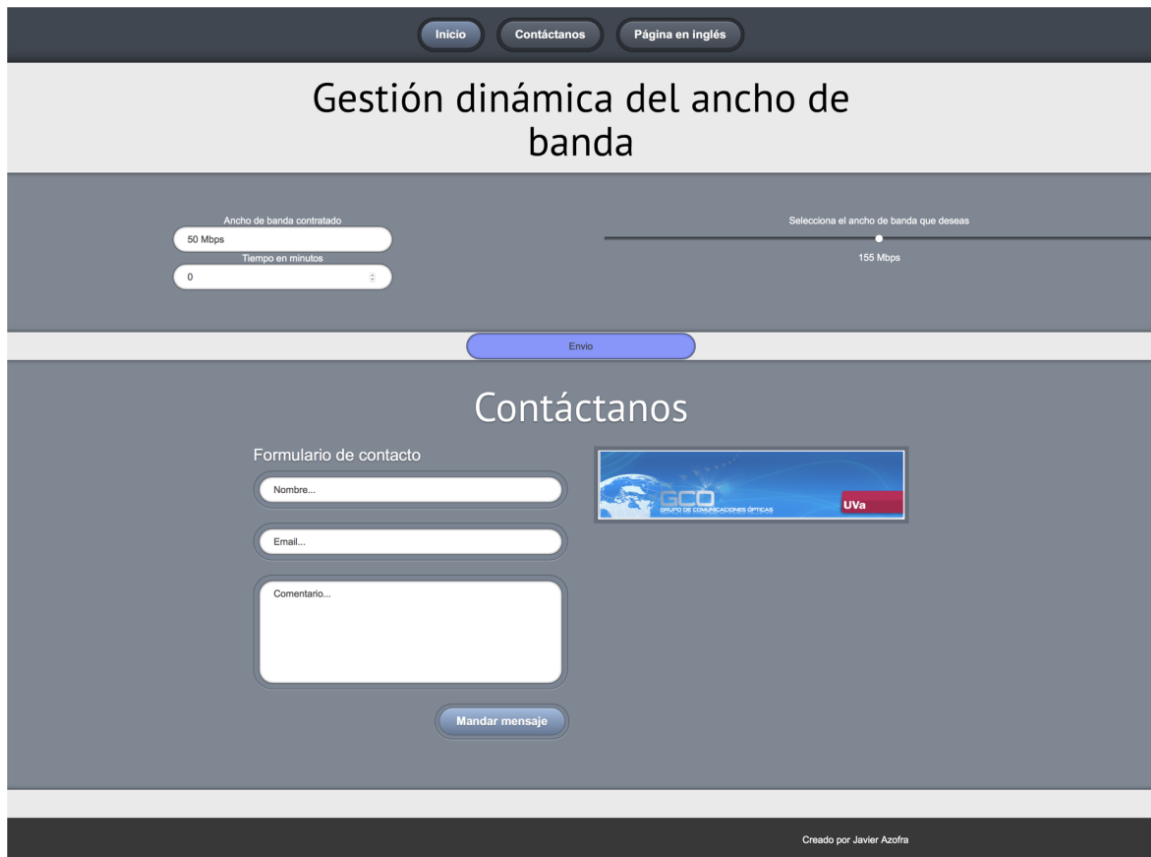 Inicio
Contáctanos
Página en inglés
Gestión dinámica del ancho de
banda
Ancho de banda contratado
50 Mbps
Tiempo en minutos
0
Selecciona el ancho de banda que deseas
155 Mbps
Envio
Contáctanos
Formulario de contacto
Nombre...
Email...
Comentario...
Mandar mensaje
GCO
GRUPO DE COMUNICACIONES ÓPTICAS
UVa
Creado por Javier Azofra